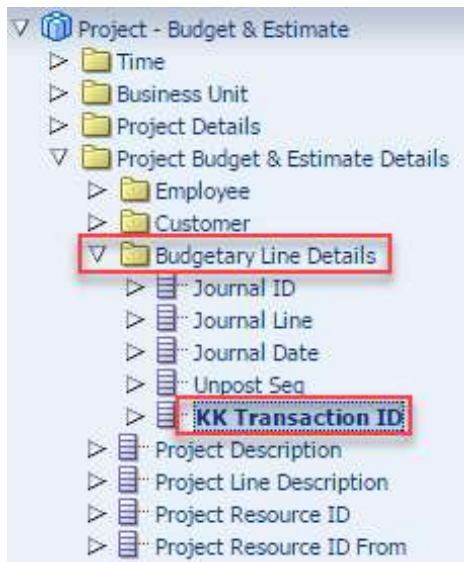 Project - Budget & Estimate
Time
Business Unit
Project Details
Project Budget & Estimate Details
Employee
Customer
Budgetary Line Details
Journal ID
Journal Line
Journal Date
Unpost Seq
KK Transaction ID
Project Description
Project Line Description
Project Resource ID
Project Resource ID From